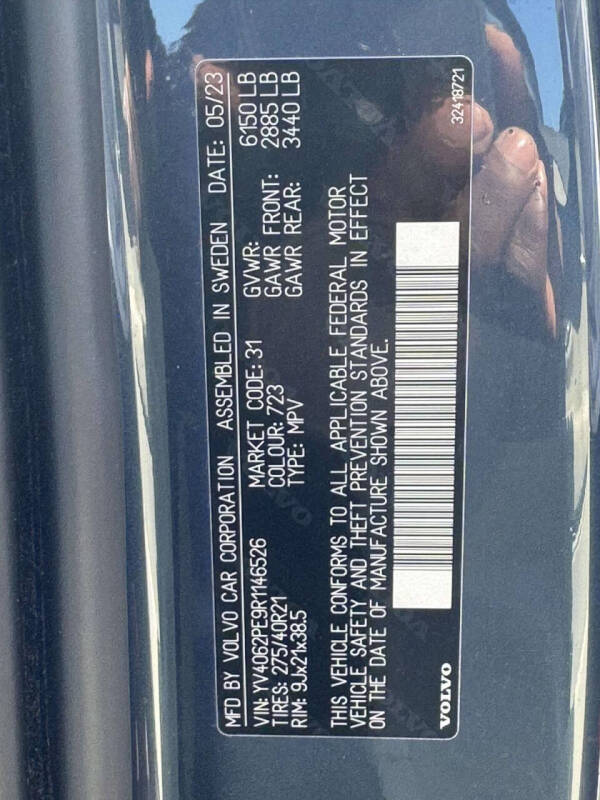 MFD BY VOLVO CAR CORPORATION ASSEMBLED IN SWEDEN DATE: 05/23
VIN: YV4062PE9R1146526 MARKET CODE: 31 GVWR: 6150 LB
TIRES: 275/40R21 COLOUR: 723 GAWR FRONT: 2885 LB
RIM: 9Jx21x38.5 TYPE: MPV GAWR REAR: 3440 LB
THIS VEHICLE CONFORMS TO ALL APPLICABLE FEDERAL MOTOR
VEHICLE SAFETY AND THEFT PREVENTION STANDARDS IN EFFECT
ON THE DATE OF MANUFACTURE SHOWN ABOVE.
VOLVO 32418721